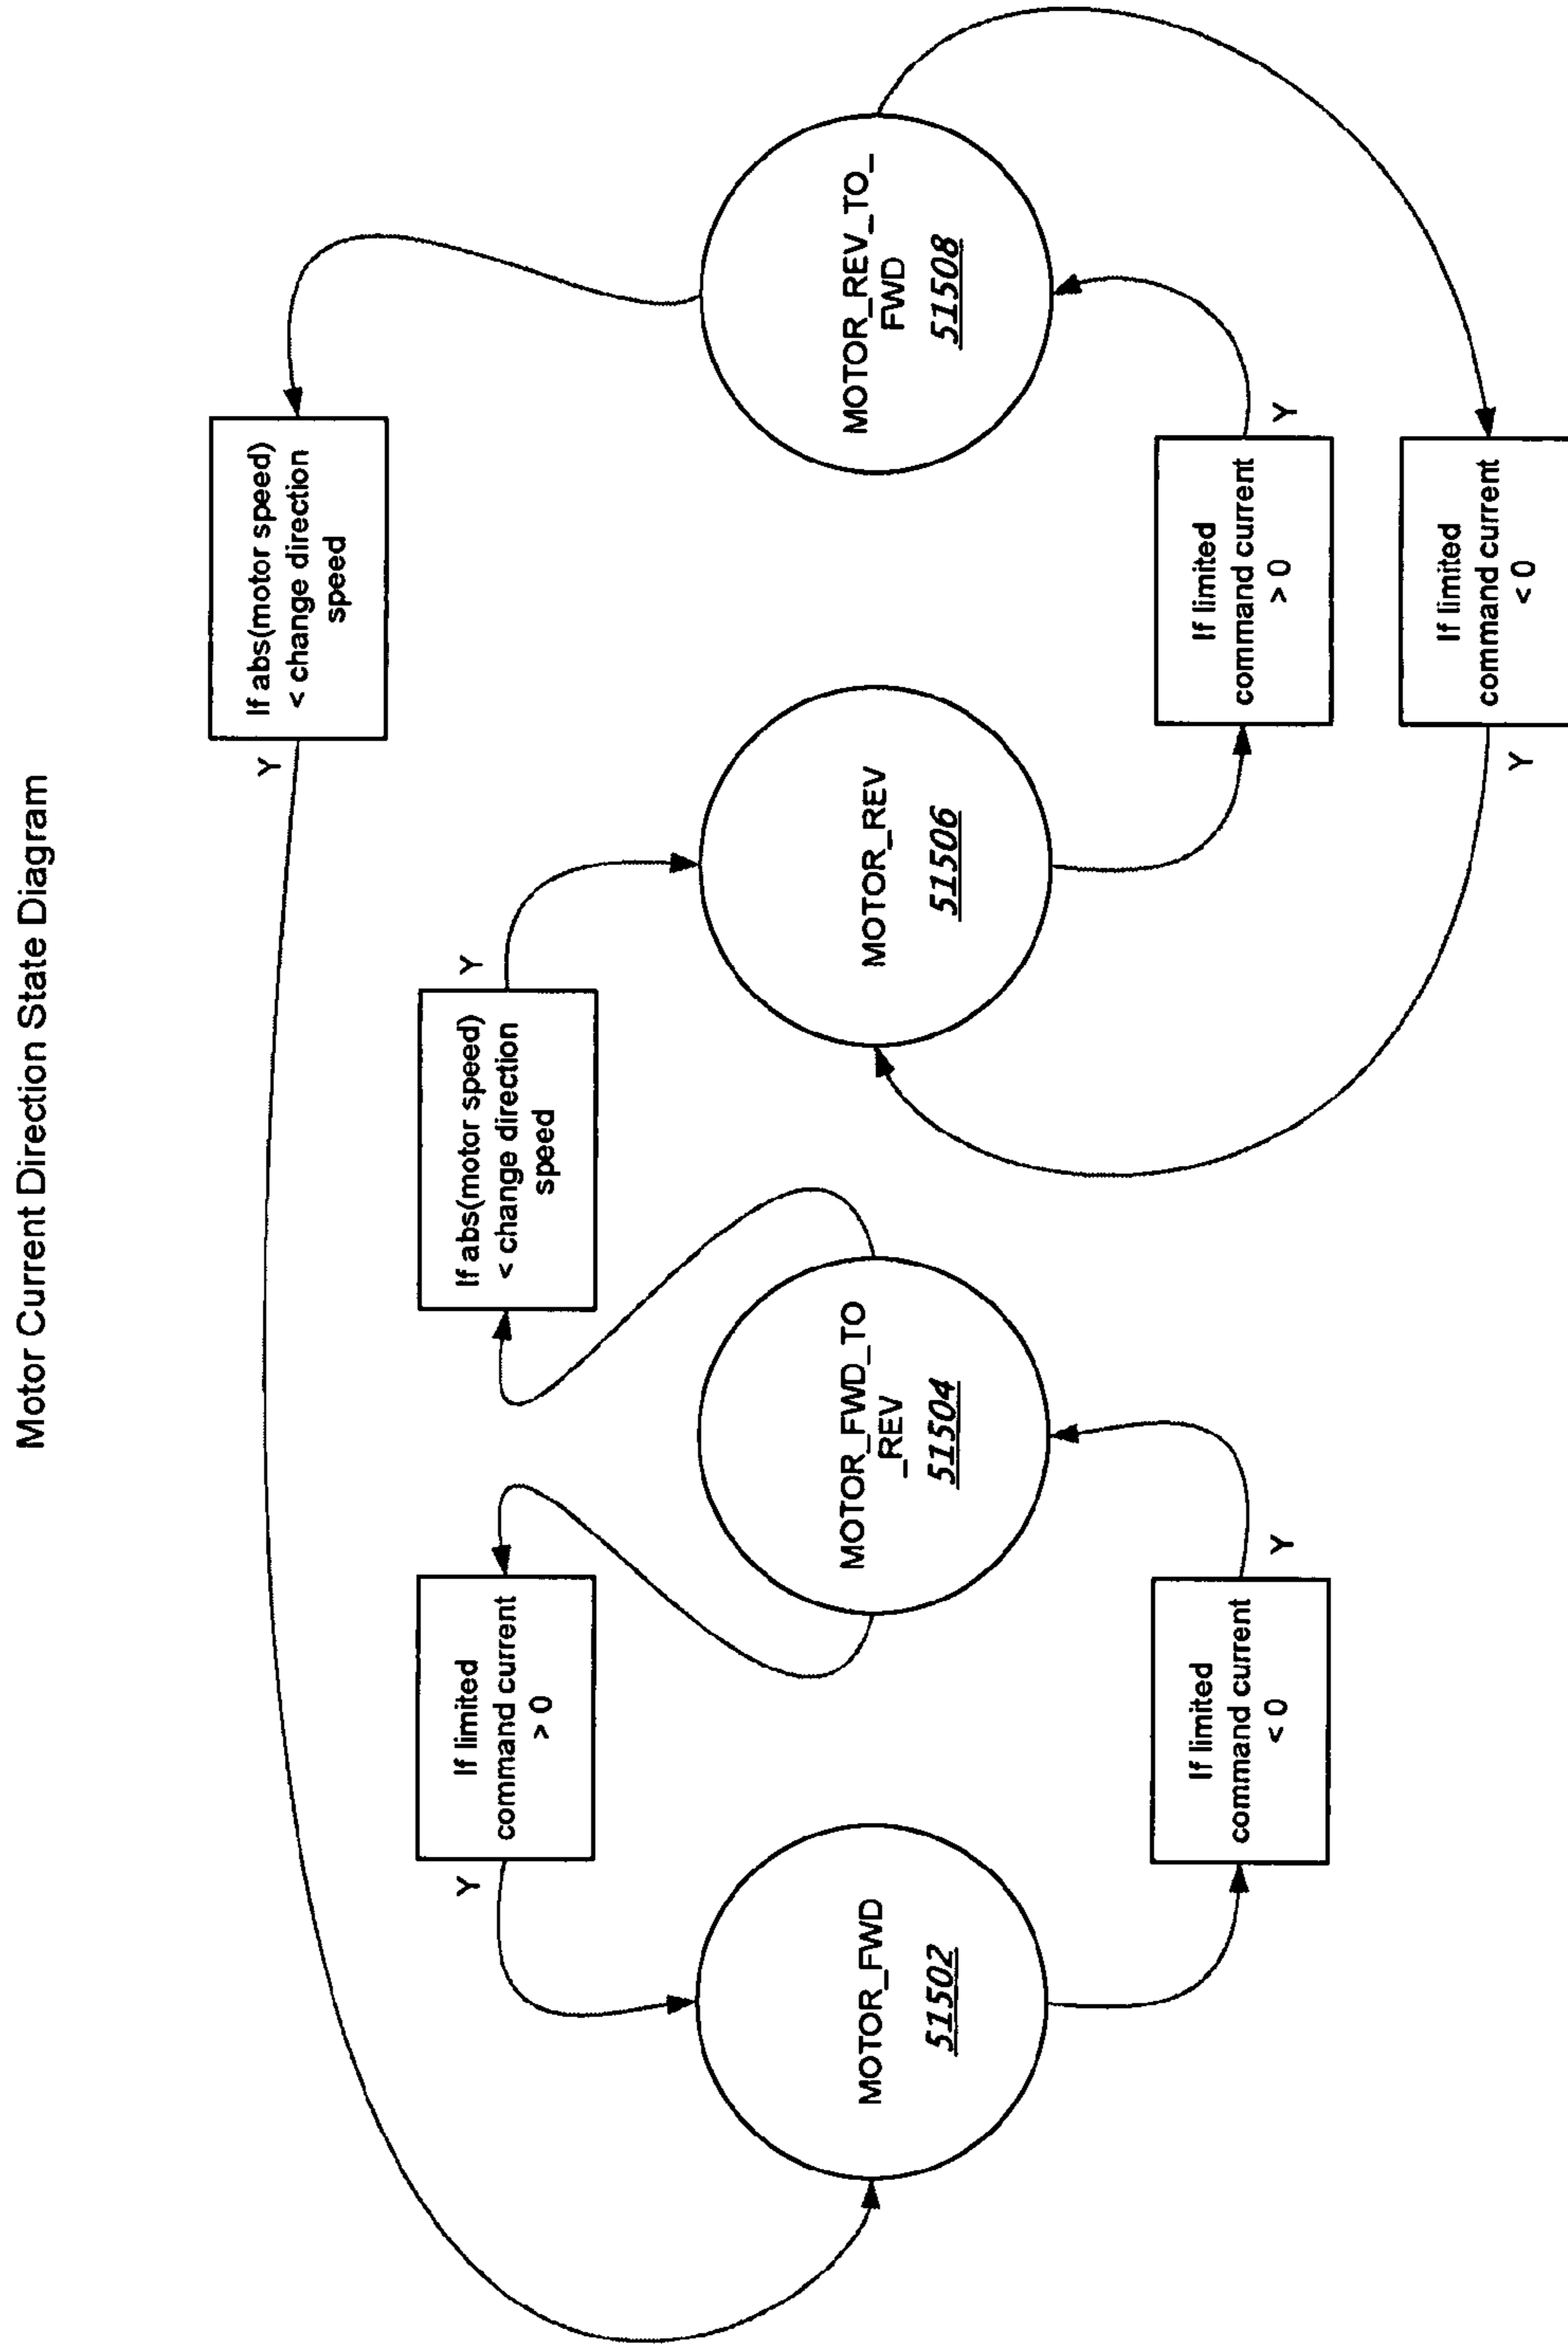 Motor Current Direction State Diagram
If abs(motor speed)
< change direction
speed
Y
If limited
command current
> 0
Y
If abs(motor speed)
< change direction
speed
Y
MOTOR_FWD
51502
MOTOR_FWD_TO
_REV
51504
MOTOR_REV
51506
MOTOR_REV_TO_
FWD
51508
If limited
command current
< 0
Y
If limited
command current
> 0
Y
If limited
command current
< 0
Y